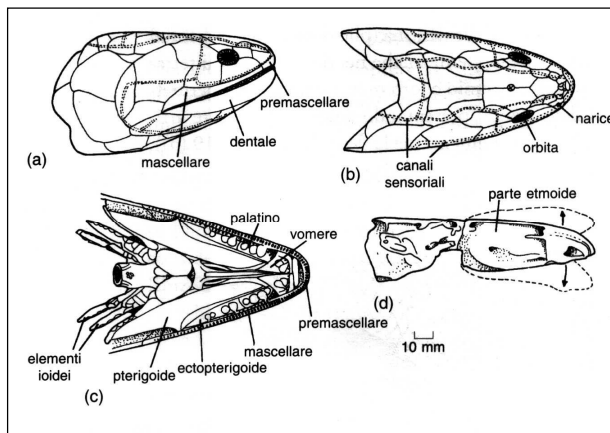 premascellare
dentale
mascellare
(a)
narice
orbita
canali
sensoriali
(b)
palatino
vomere
premascellare
mascellare
ectopterigoide
pterigoide
elementi
ioidei
(c)
parte etmoide
(d)
10 mm